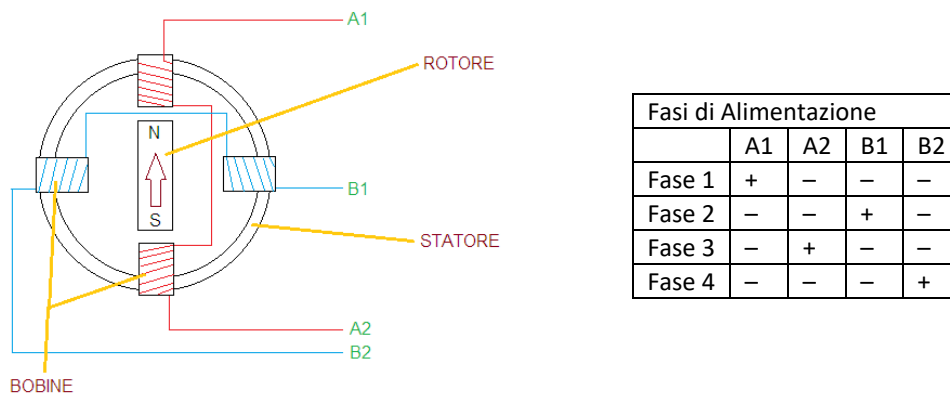 A1
ROTORE
N
B1
S
STATORE
A2
B2
BOBINE
Fasi di Alimentazione
A1 A2 B1 B2
Fase 1 + – – –
Fase 2 – – + –
Fase 3 – + – –
Fase 4 – – – +